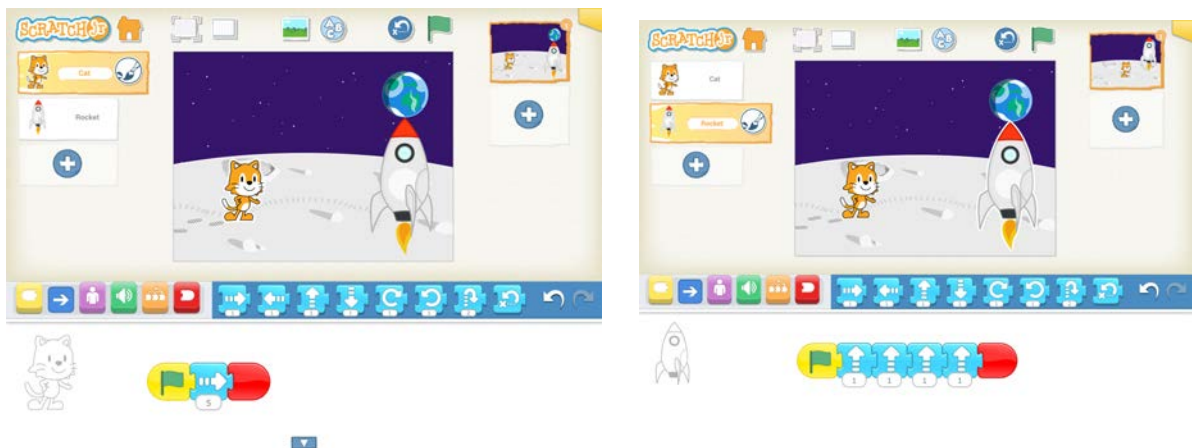 SCRATCHJr
A
B
C
Cat
Rocket
5
SCRATCHJr
A
B
C
Cat
Rocket
1 1 1 1